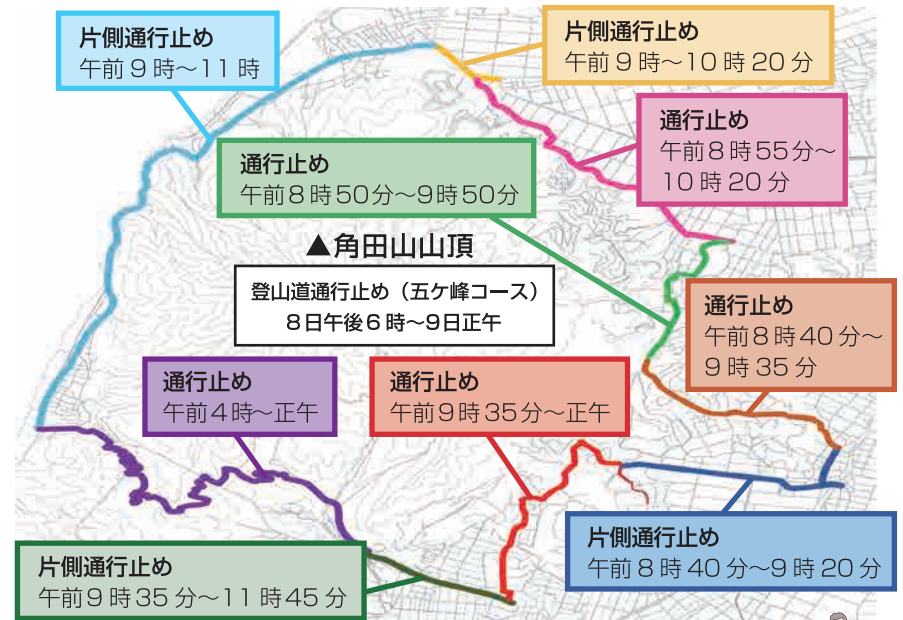 片側通行止め
午前9時～11時
片側通行止め
午前9時～10時20分
通行止め
午前8時55分～
10時20分
通行止め
午前8時50分～9時50分
▲角田山山頂
登山道通行止め（五ケ峰コース）
8日午後6時～9日正午
通行止め
午前8時40分～
9時35分
通行止め
午前4時～正午
通行止め
午前9時35分～正午
片側通行止め
午前8時40分～9時20分
片側通行止め
午前9時35分～11時45分